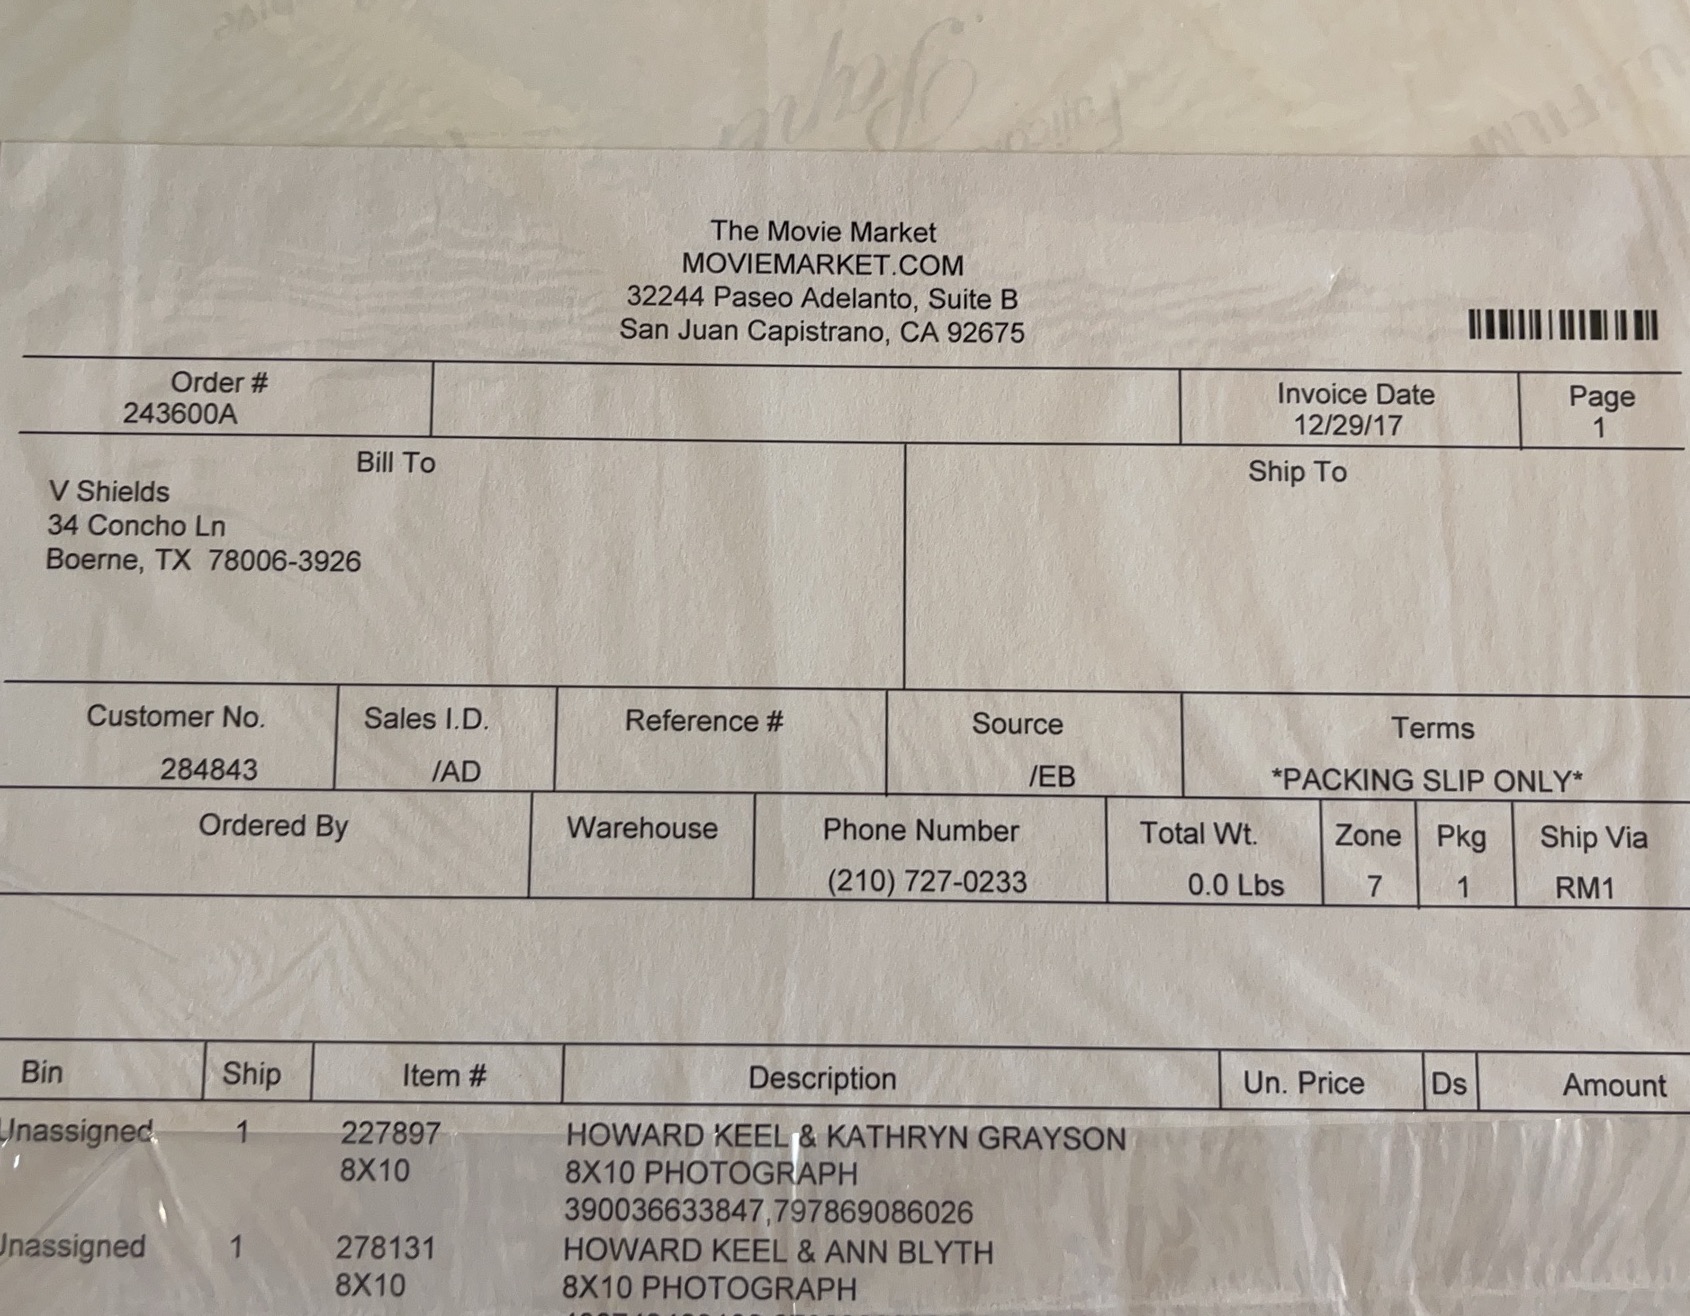 The Movie Market
MOVIEMARKET.COM
32244 Paseo Adelanto, Suite B
San Juan Capistrano, CA 92675
Order #
243600A
Invoice Date
12/29/17
Page
1
Bill To
V Shields
34 Concho Ln
Boerne, TX 78006-3926
Ship To
Customer No. Sales I.D. Reference # Source Terms
284843 /AD /EB *PACKING SLIP ONLY*
Ordered By Warehouse Phone Number Total Wt. Zone Pkg Ship Via
(210) 727-0233 0.0 Lbs 7 1 RM1
Bin Ship Item # Description Un. Price Ds Amount
Unassigned 1 227897 HOWARD KEEL & KATHRYN GRAYSON
8X10 8X10 PHOTOGRAPH
390036633847,797869086026
Unassigned 1 278131 HOWARD KEEL & ANN BLYTH
8X10 8X10 PHOTOGRAPH